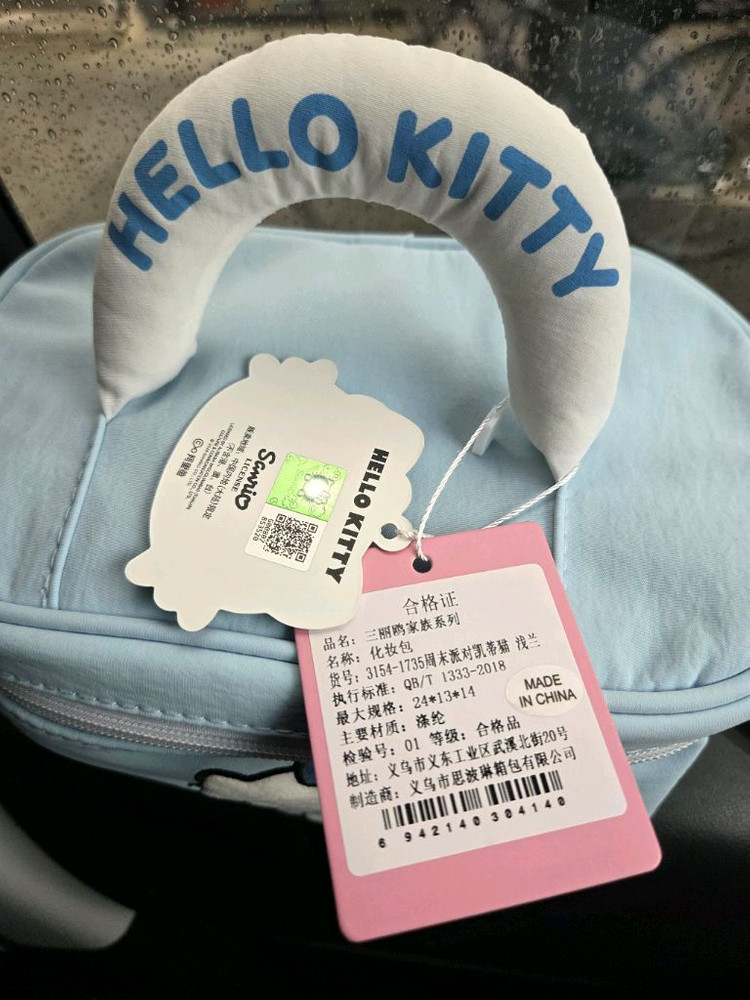 HELLO KITTY
HELLO KITTY
Sanrio
LICENSE
853520
合格证
品名: 三丽鸥家族系列
名称: 化妆包
货号: 3154-1735周末派对凯蒂猫 浅兰
执行标准: QB/T 1333-2018
最大规格: 24*13*14
主要材质: 涤纶
检验号: 01 等级: 合格品
地址: 义乌市义东工业区武溪北街20号
制造商: 义乌市思波琳箱包有限公司
MADE
IN CHINA
6 942140 304140